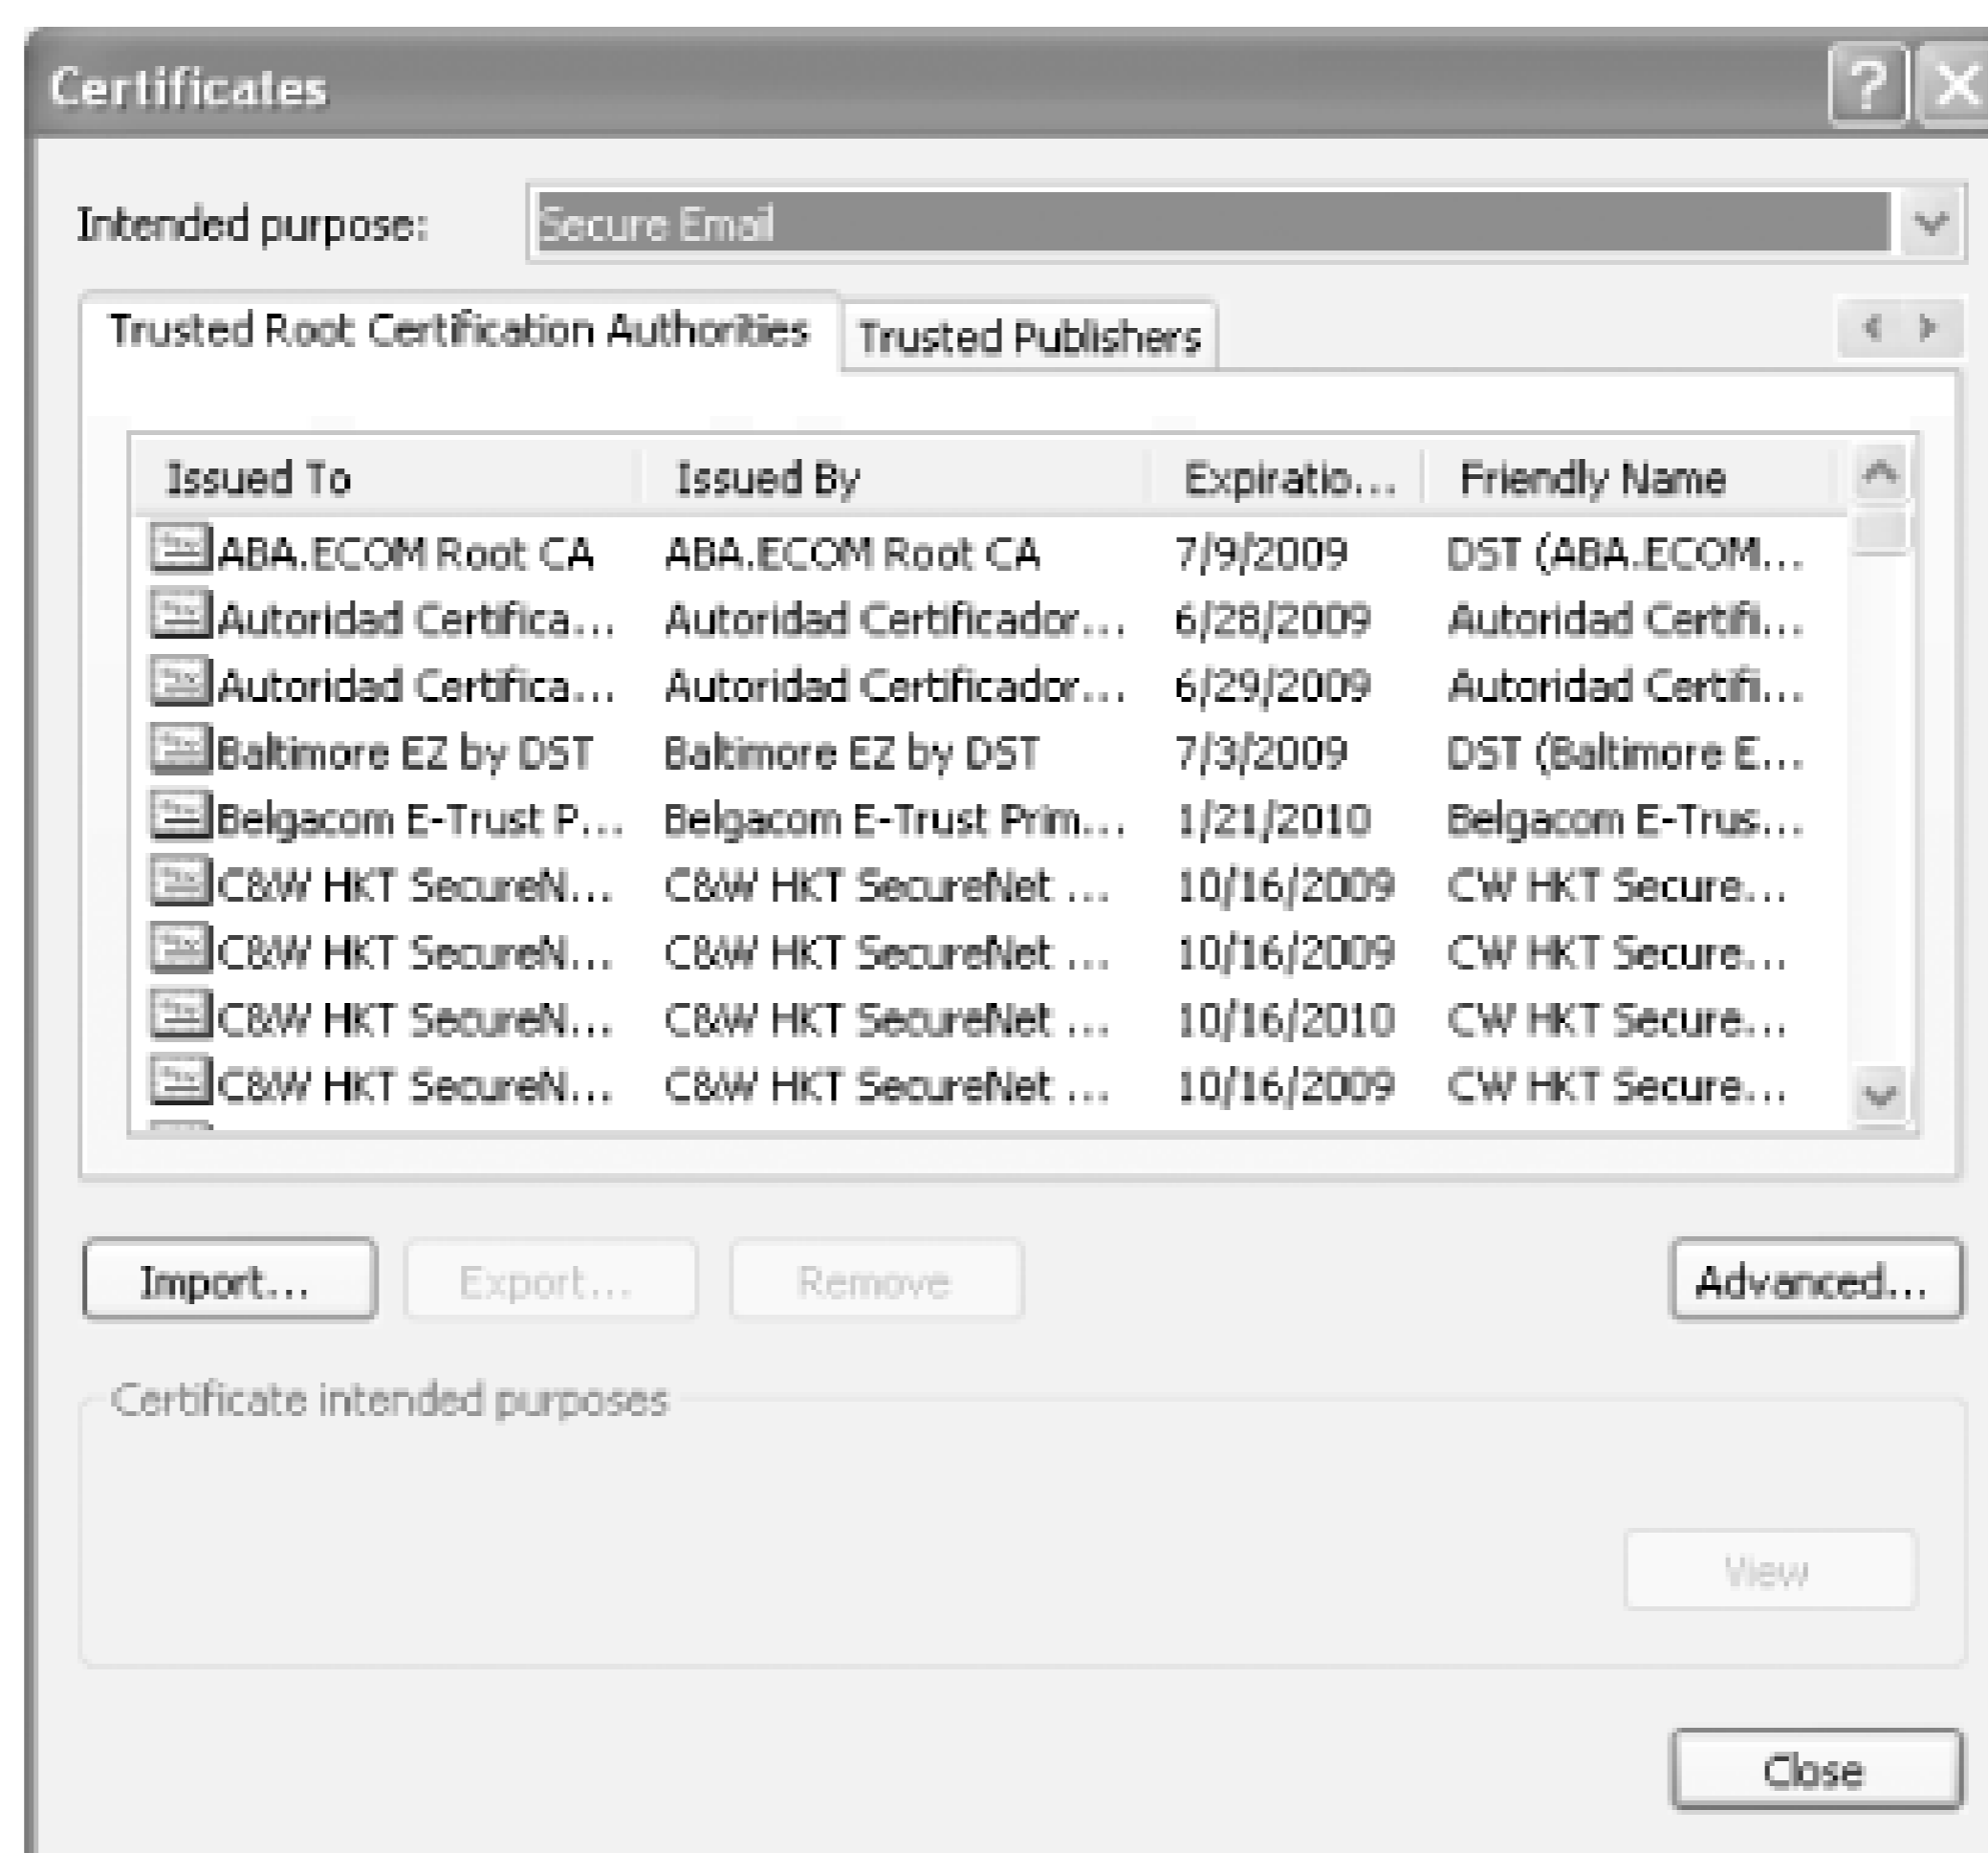 Certificates
Intended purpose: Secure Email
Trusted Root Certification Authorities Trusted Publishers
Issued To Issued By Expiratio... Friendly Name
ABA.ECOM Root CA ABA.ECOM Root CA 7/9/2009 DST (ABA.ECOM...
Autoridad Certifica... Autoridad Certificador... 6/28/2009 Autoridad Certifi...
Autoridad Certifica... Autoridad Certificador... 6/29/2009 Autoridad Certifi...
Baltimore EZ by DST Baltimore EZ by DST 7/3/2009 DST (Baltimore E...
Belgacom E-Trust P... Belgacom E-Trust Prim... 1/21/2010 Belgacom E-Trus...
C&W HKT SecureN... C&W HKT SecureNet ... 10/16/2009 CW HKT Secure...
C&W HKT SecureN... C&W HKT SecureNet ... 10/16/2009 CW HKT Secure...
C&W HKT SecureN... C&W HKT SecureNet ... 10/16/2010 CW HKT Secure...
C&W HKT SecureN... C&W HKT SecureNet ... 10/16/2009 CW HKT Secure...
Import... Export... Remove Advanced...
Certificate intended purposes
View
Close